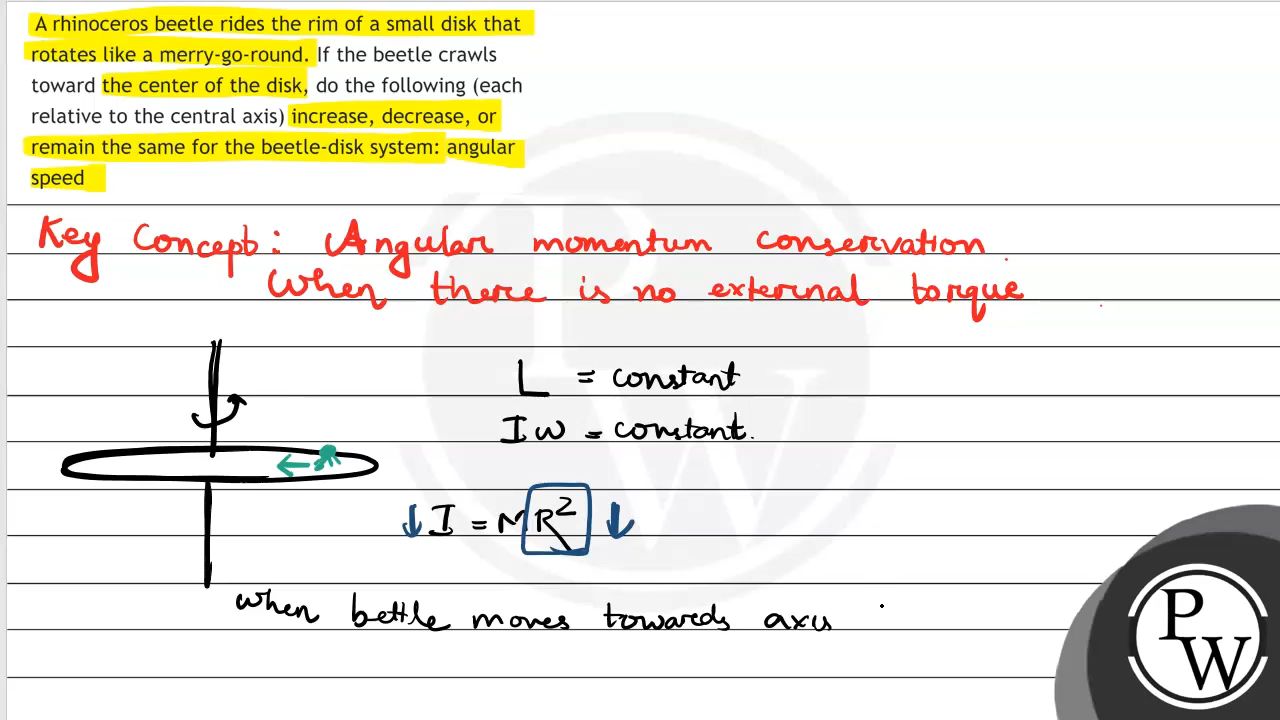 A rhinoceros beetle rides the rim of a small disk that
rotates like a merry-go-round. If the beetle crawls
toward the center of the disk, do the following (each
relative to the central axis) increase, decrease, or
remain the same for the beetle-disk system: angular
speed
Key Concept: Angular momentum conservation
When there is no external torque
L = constant
I ω = constant.
↓ I = MR² ↓
when bettle moves towards axis
P
W